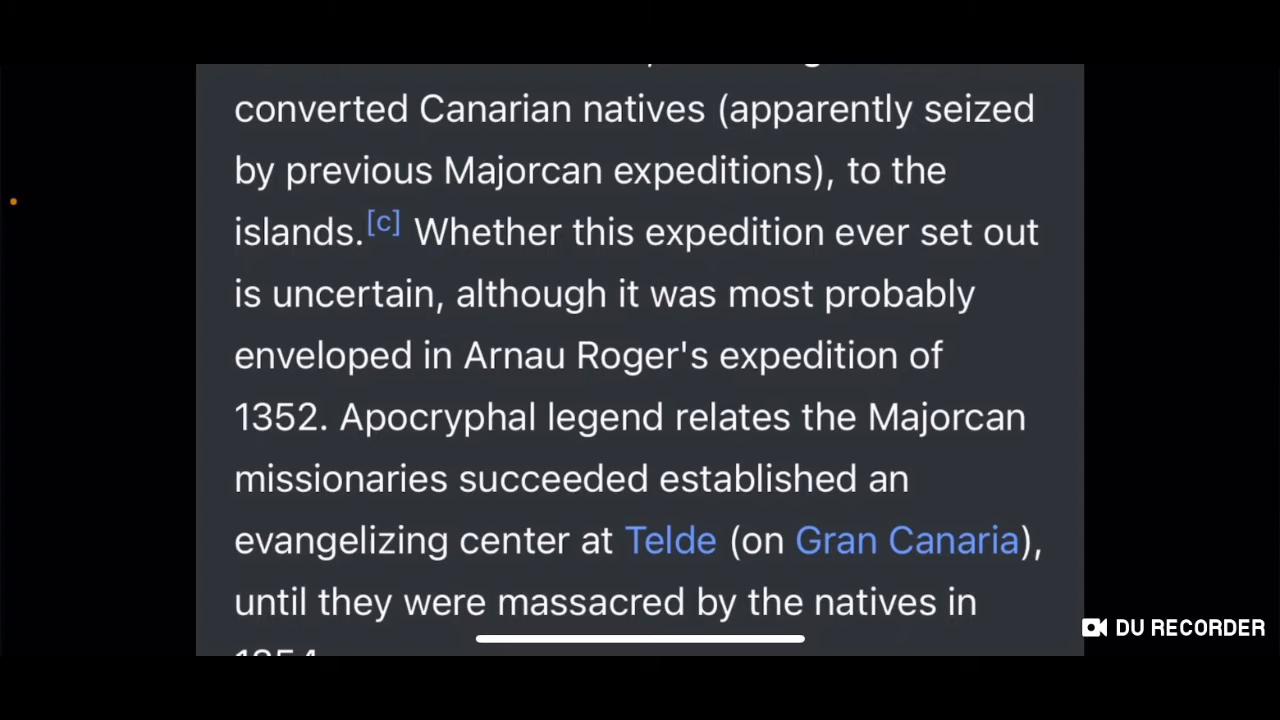 converted Canarian natives (apparently seized
by previous Majorcan expeditions), to the
islands.[c] Whether this expedition ever set out
is uncertain, although it was most probably
enveloped in Arnau Roger's expedition of
1352. Apocryphal legend relates the Majorcan
missionaries succeeded established an
evangelizing center at Telde (on Gran Canaria),
until they were massacred by the natives in
DU RECORDER